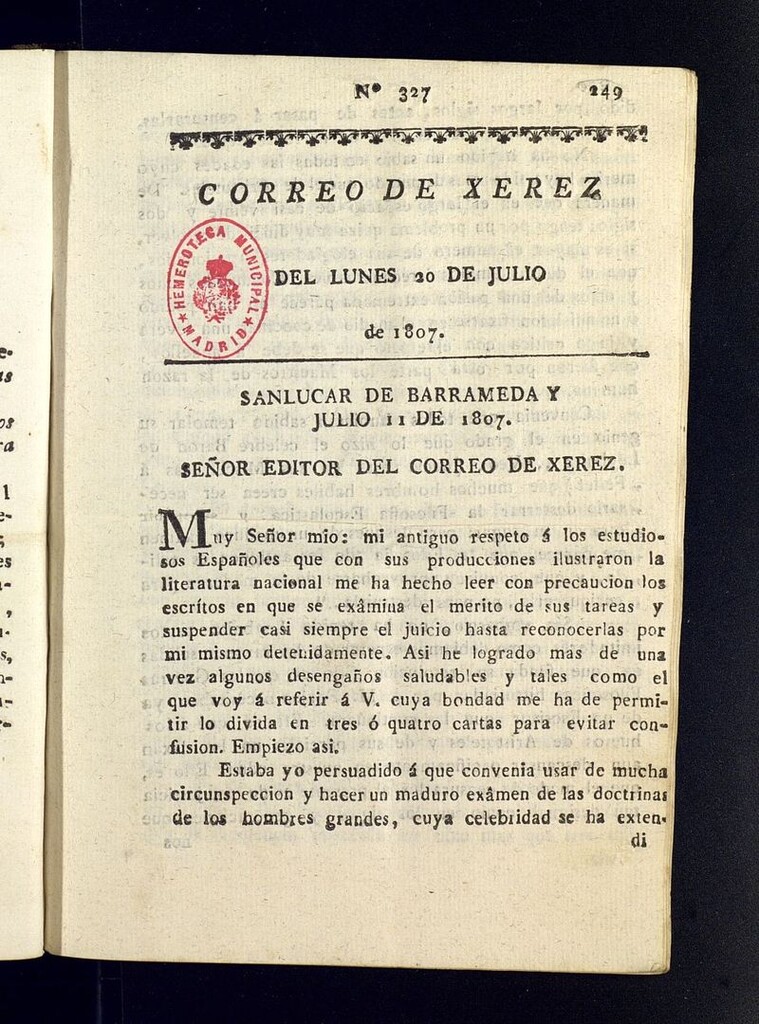 Nº 327 249
CORREO DE XEREZ
HEMEROTECA MUNICIPAL
MADRID
DEL LUNES 20 DE JULIO
de 1807.
SANLUCAR DE BARRAMEDA Y
JULIO 11 DE 1807.
SEÑOR EDITOR DEL CORREO DE XEREZ.
Muy Señor mio: mi antiguo respeto á los estudio-
sos Españoles que con sus producciones ilustraron la
literatura nacional me ha hecho leer con precaucion los
escritos en que se exâmina el merito de sus tareas y
suspender casi siempre el juicio hasta reconocerlas por
mi mismo detenidamente. Asi he logrado mas de una
vez algunos desengaños saludables y tales como el
que voy á referir á V. cuya bondad me ha de permi-
tir lo divida en tres ó quatro cartas para evitar con-
fusion. Empiezo asi.
Estaba yo persuadido á que convenia usar de mucha
circunspeccion y hacer un maduro exâmen de las doctrinas
de los hombres grandes, cuya celebridad se ha exten-
di